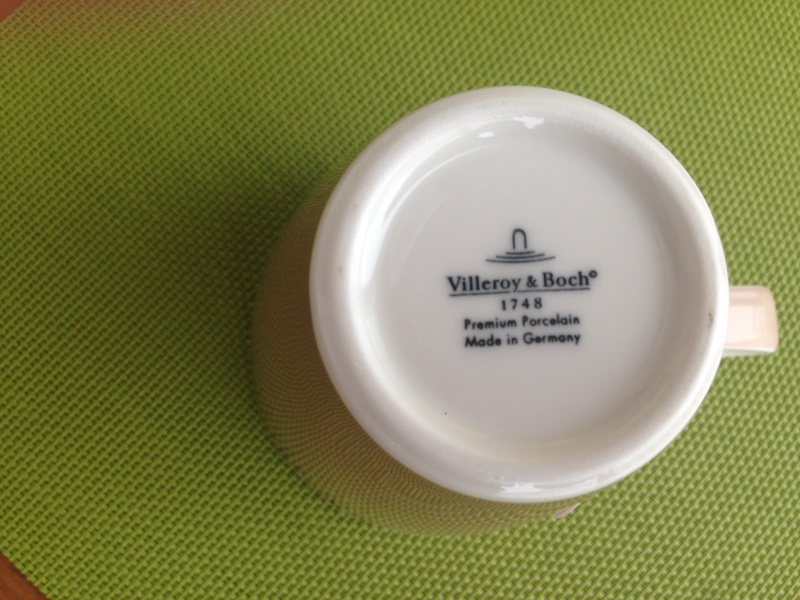 Villeroy & Boch®
1748
Premium Porcelain
Made in Germany